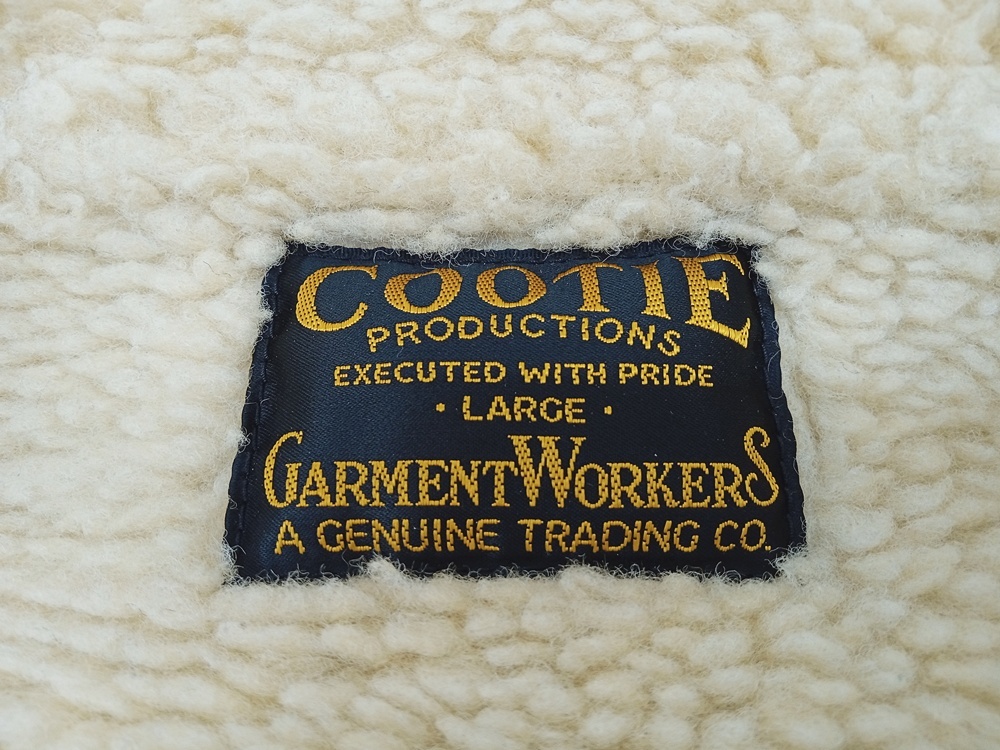 COOTIE
PRODUCTIONS
EXECUTED WITH PRIDE
· LARGE ·
GARMENTWORKERS
A GENUINE TRADING CO.